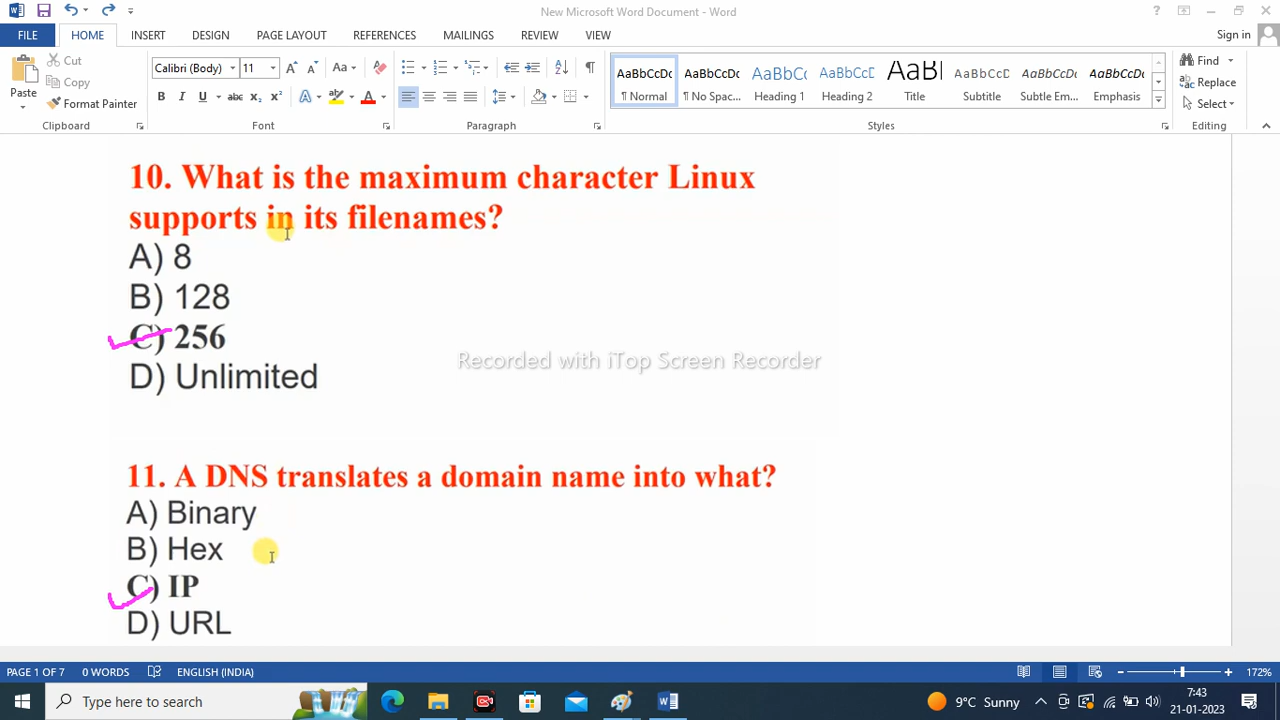 New Microsoft Word Document - Word
FILE HOME INSERT DESIGN PAGE LAYOUT REFERENCES MAILINGS REVIEW VIEW Sign in
Paste
Cut
Copy
Format Painter
Clipboard
Calibri (Body) 11
Font
Paragraph
AaBbCcDc AaBbCcDc AaBbCc AaBbCcE AaBl AaBbCcD AaBbCcDc AaBbCcDc
¶ Normal ¶ No Spac... Heading 1 Heading 2 Title Subtitle Subtle Em... Emphasis
Styles
Find
Replace
Select
Editing
10. What is the maximum character Linux
supports in its filenames?
A) 8
B) 128
C) 256
D) Unlimited
Recorded with iTop Screen Recorder
11. A DNS translates a domain name into what?
A) Binary
B) Hex
C) IP
D) URL
PAGE 1 OF 7 0 WORDS ENGLISH (INDIA) 172%
Type here to search
9°C Sunny
7:43
21-01-2023